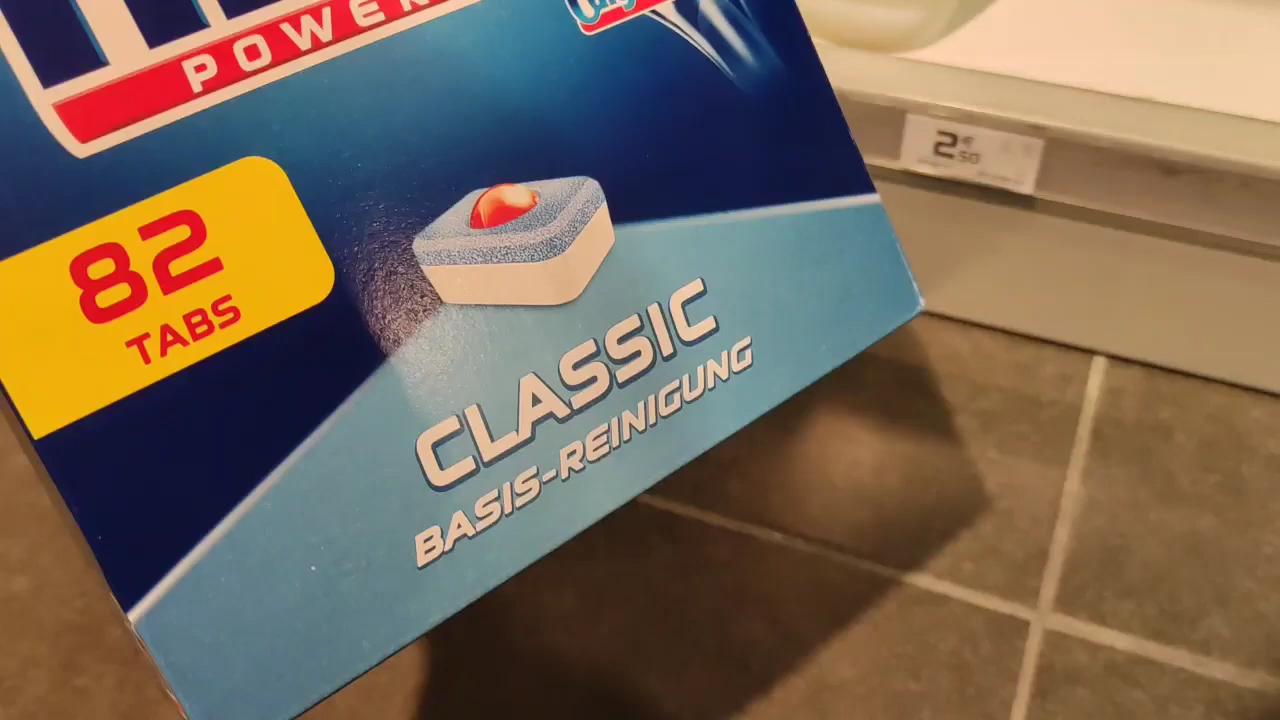 POWER
82
TABS
CLASSIC
BASIS-REINIGUNG
2 €
50